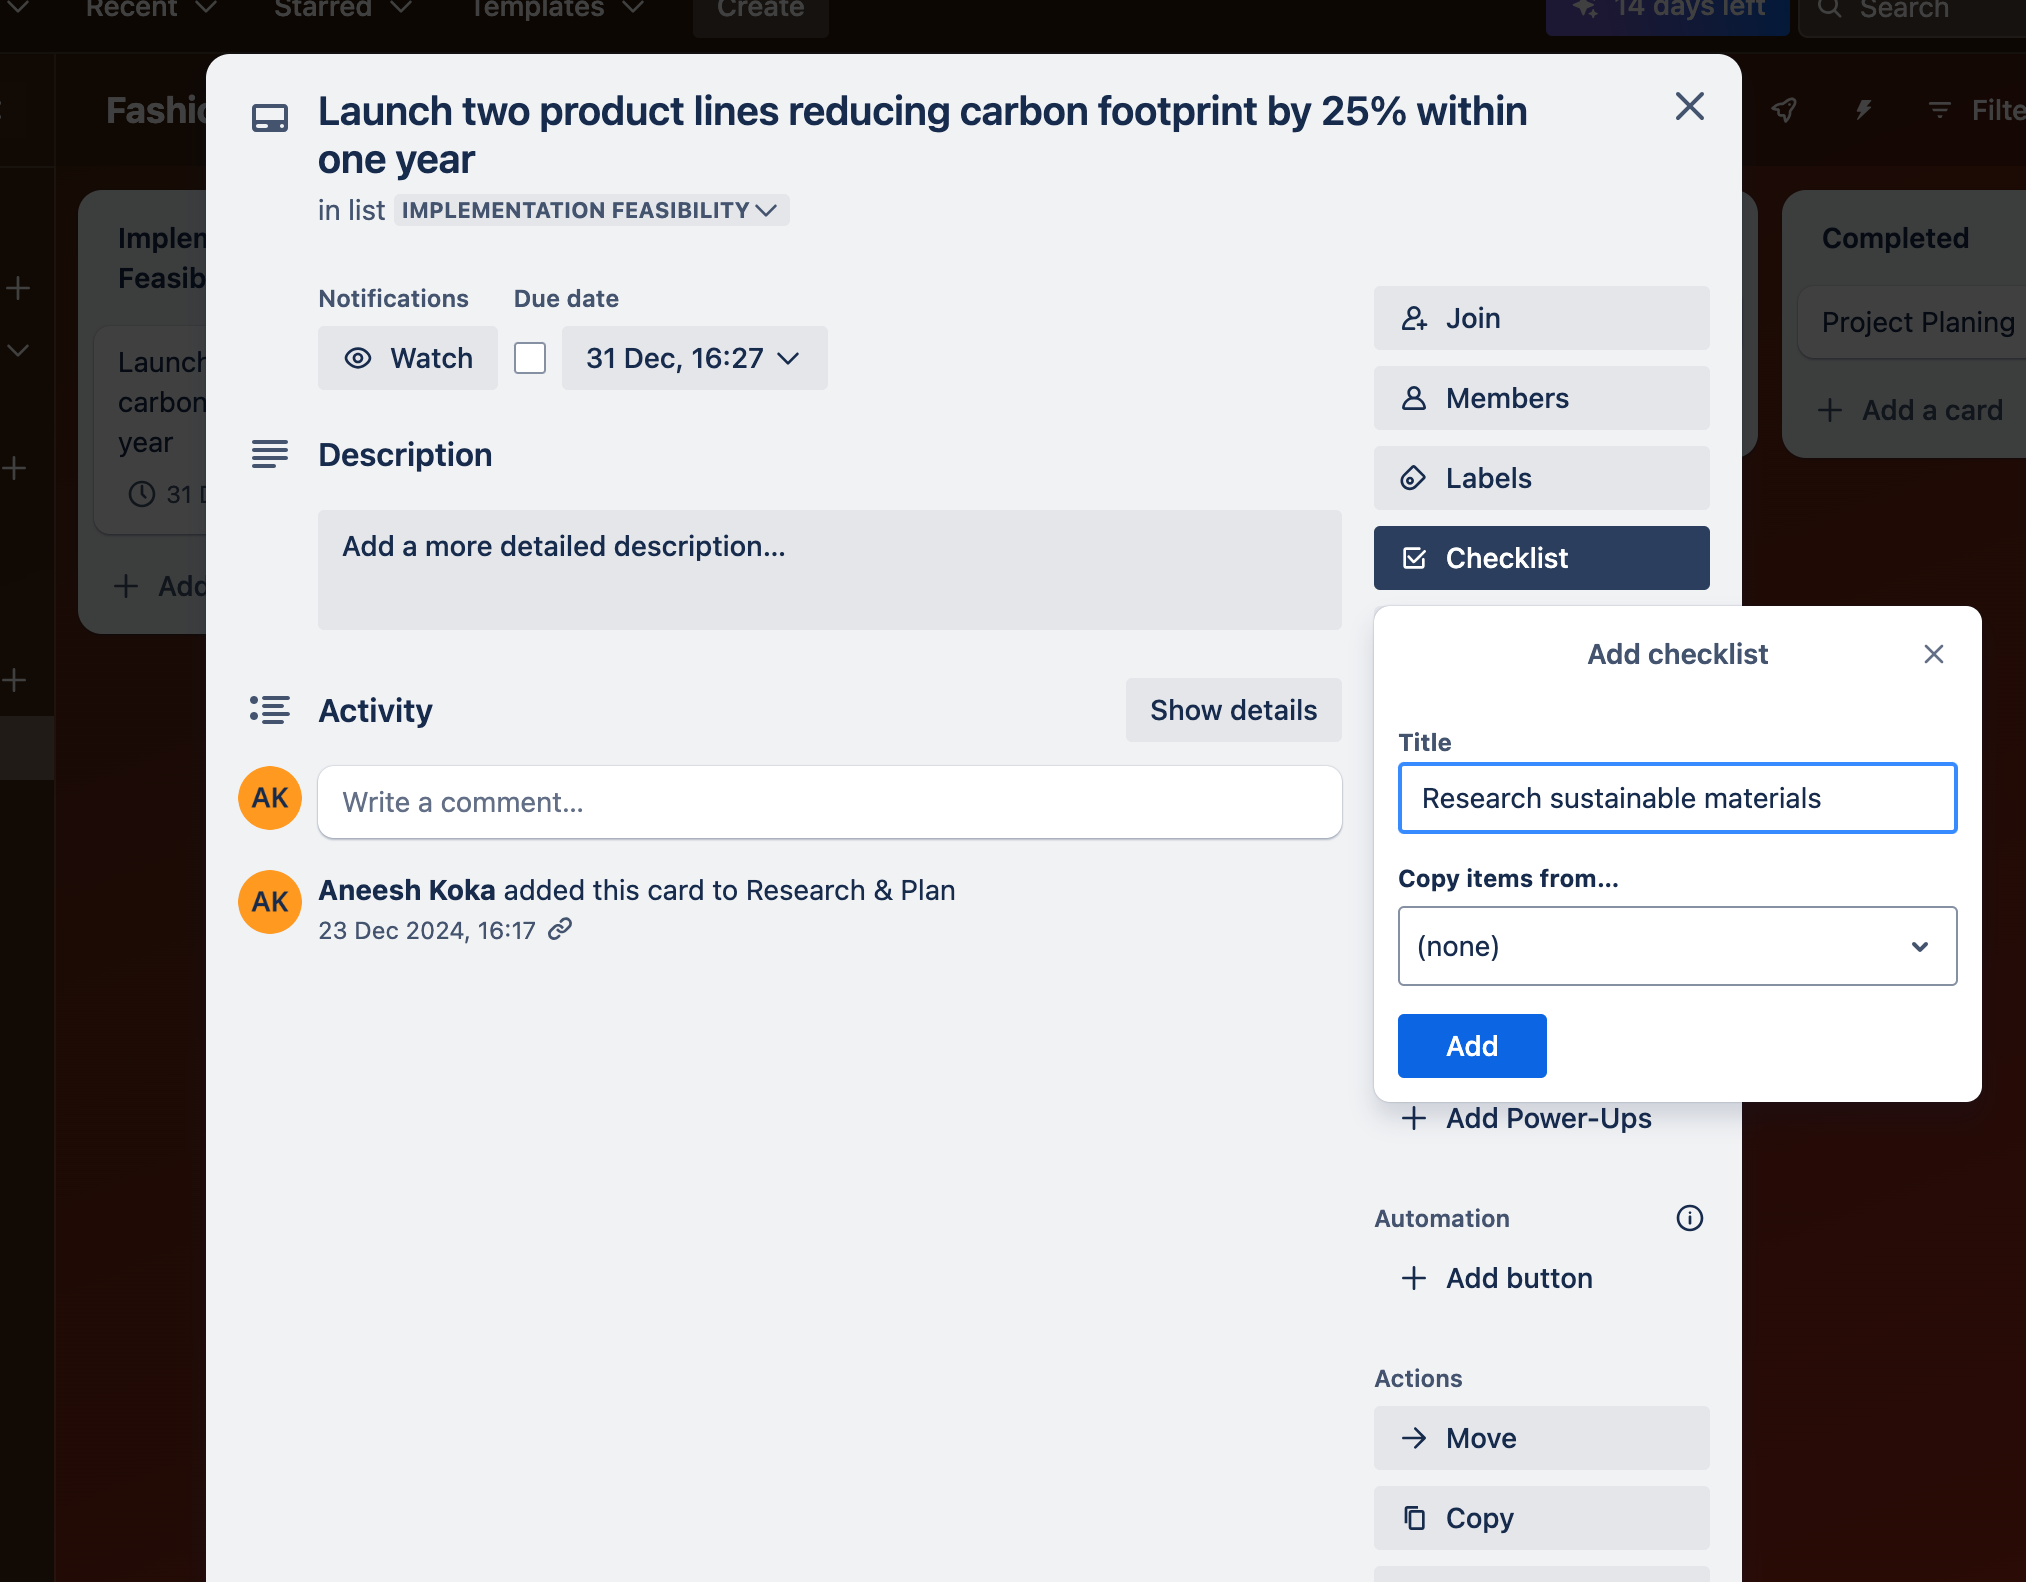 Recent
Starred
Templates
Create
14 days left
Search
Launch two product lines reducing carbon footprint by 25% within
one year
in list IMPLEMENTATION FEASIBILITY
Notifications
Due date
Watch
31 Dec, 16:27
Description
Add a more detailed description...
Activity
Show details
AK
Write a comment...
AK
Aneesh Koka added this card to Research & Plan
23 Dec 2024, 16:17
Join
Members
Labels
Checklist
Add checklist
Title
Research sustainable materials
Copy items from...
(none)
Add
Add Power-Ups
Automation
Add button
Actions
Move
Copy
Fashio
Filte
Implem
Feasib
Launch
carbon
year
31 D
Add
Completed
Project Planing
Add a card